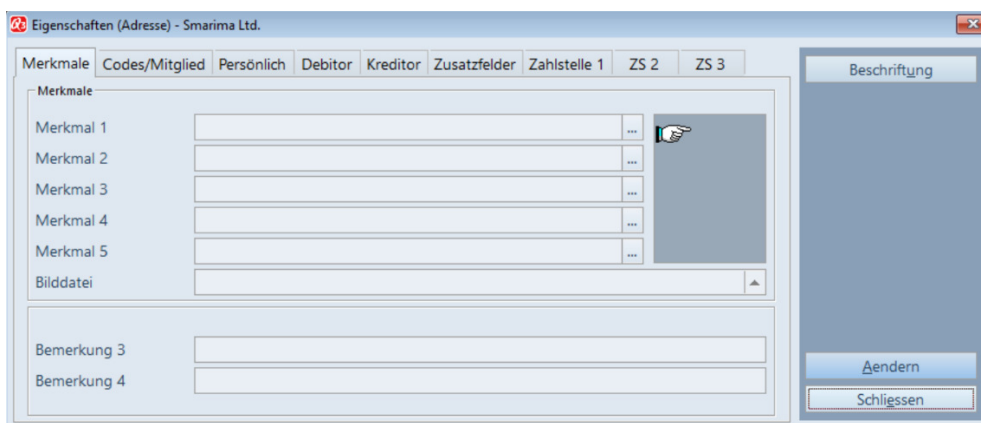 Eigenschaften (Adresse) - Smarima Ltd.
Merkmale Codes/Mitglied Persönlich Debitor Kreditor Zusatzfelder Zahlstelle 1 ZS 2 ZS 3
Merkmale
Merkmal 1 ...
Merkmal 2 ...
Merkmal 3 ...
Merkmal 4 ...
Merkmal 5 ...
Bilddatei
Bemerkung 3
Bemerkung 4
Beschriftung
Aendern
Schliessen